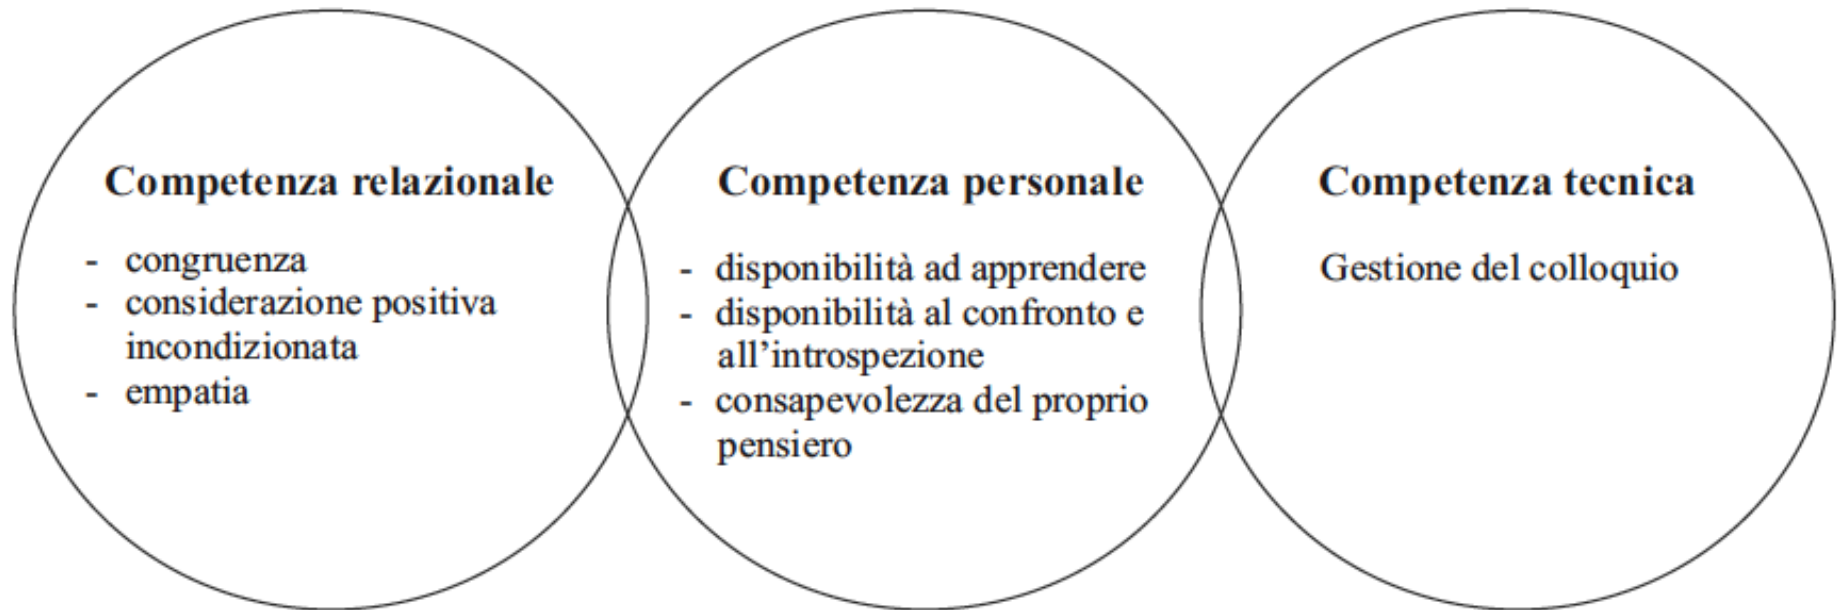 Competenza relazionale
- congruenza
- considerazione positiva
incondizionata
- empatia
Competenza personale
- disponibilità ad apprendere
- disponibilità al confronto e
all’introspezione
- consapevolezza del proprio
pensiero
Competenza tecnica
Gestione del colloquio